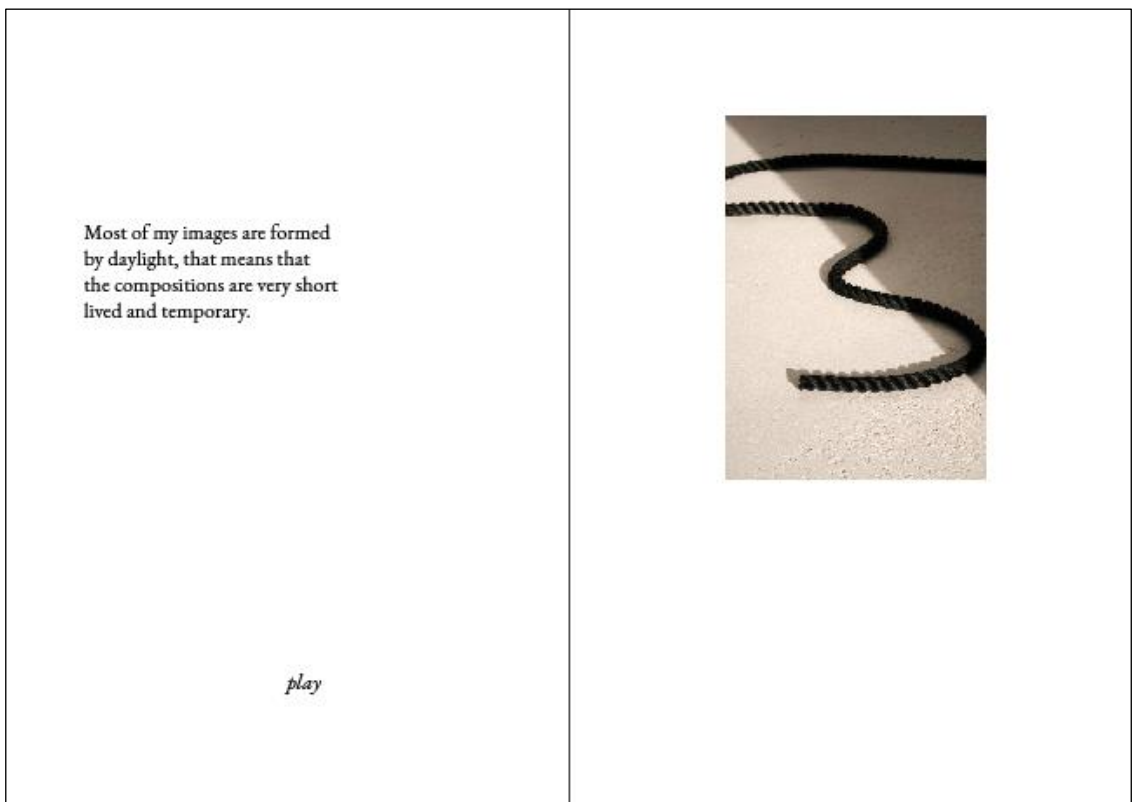 Most of my images are formed
by daylight, that means that
the compositions are very short
lived and temporary.
play